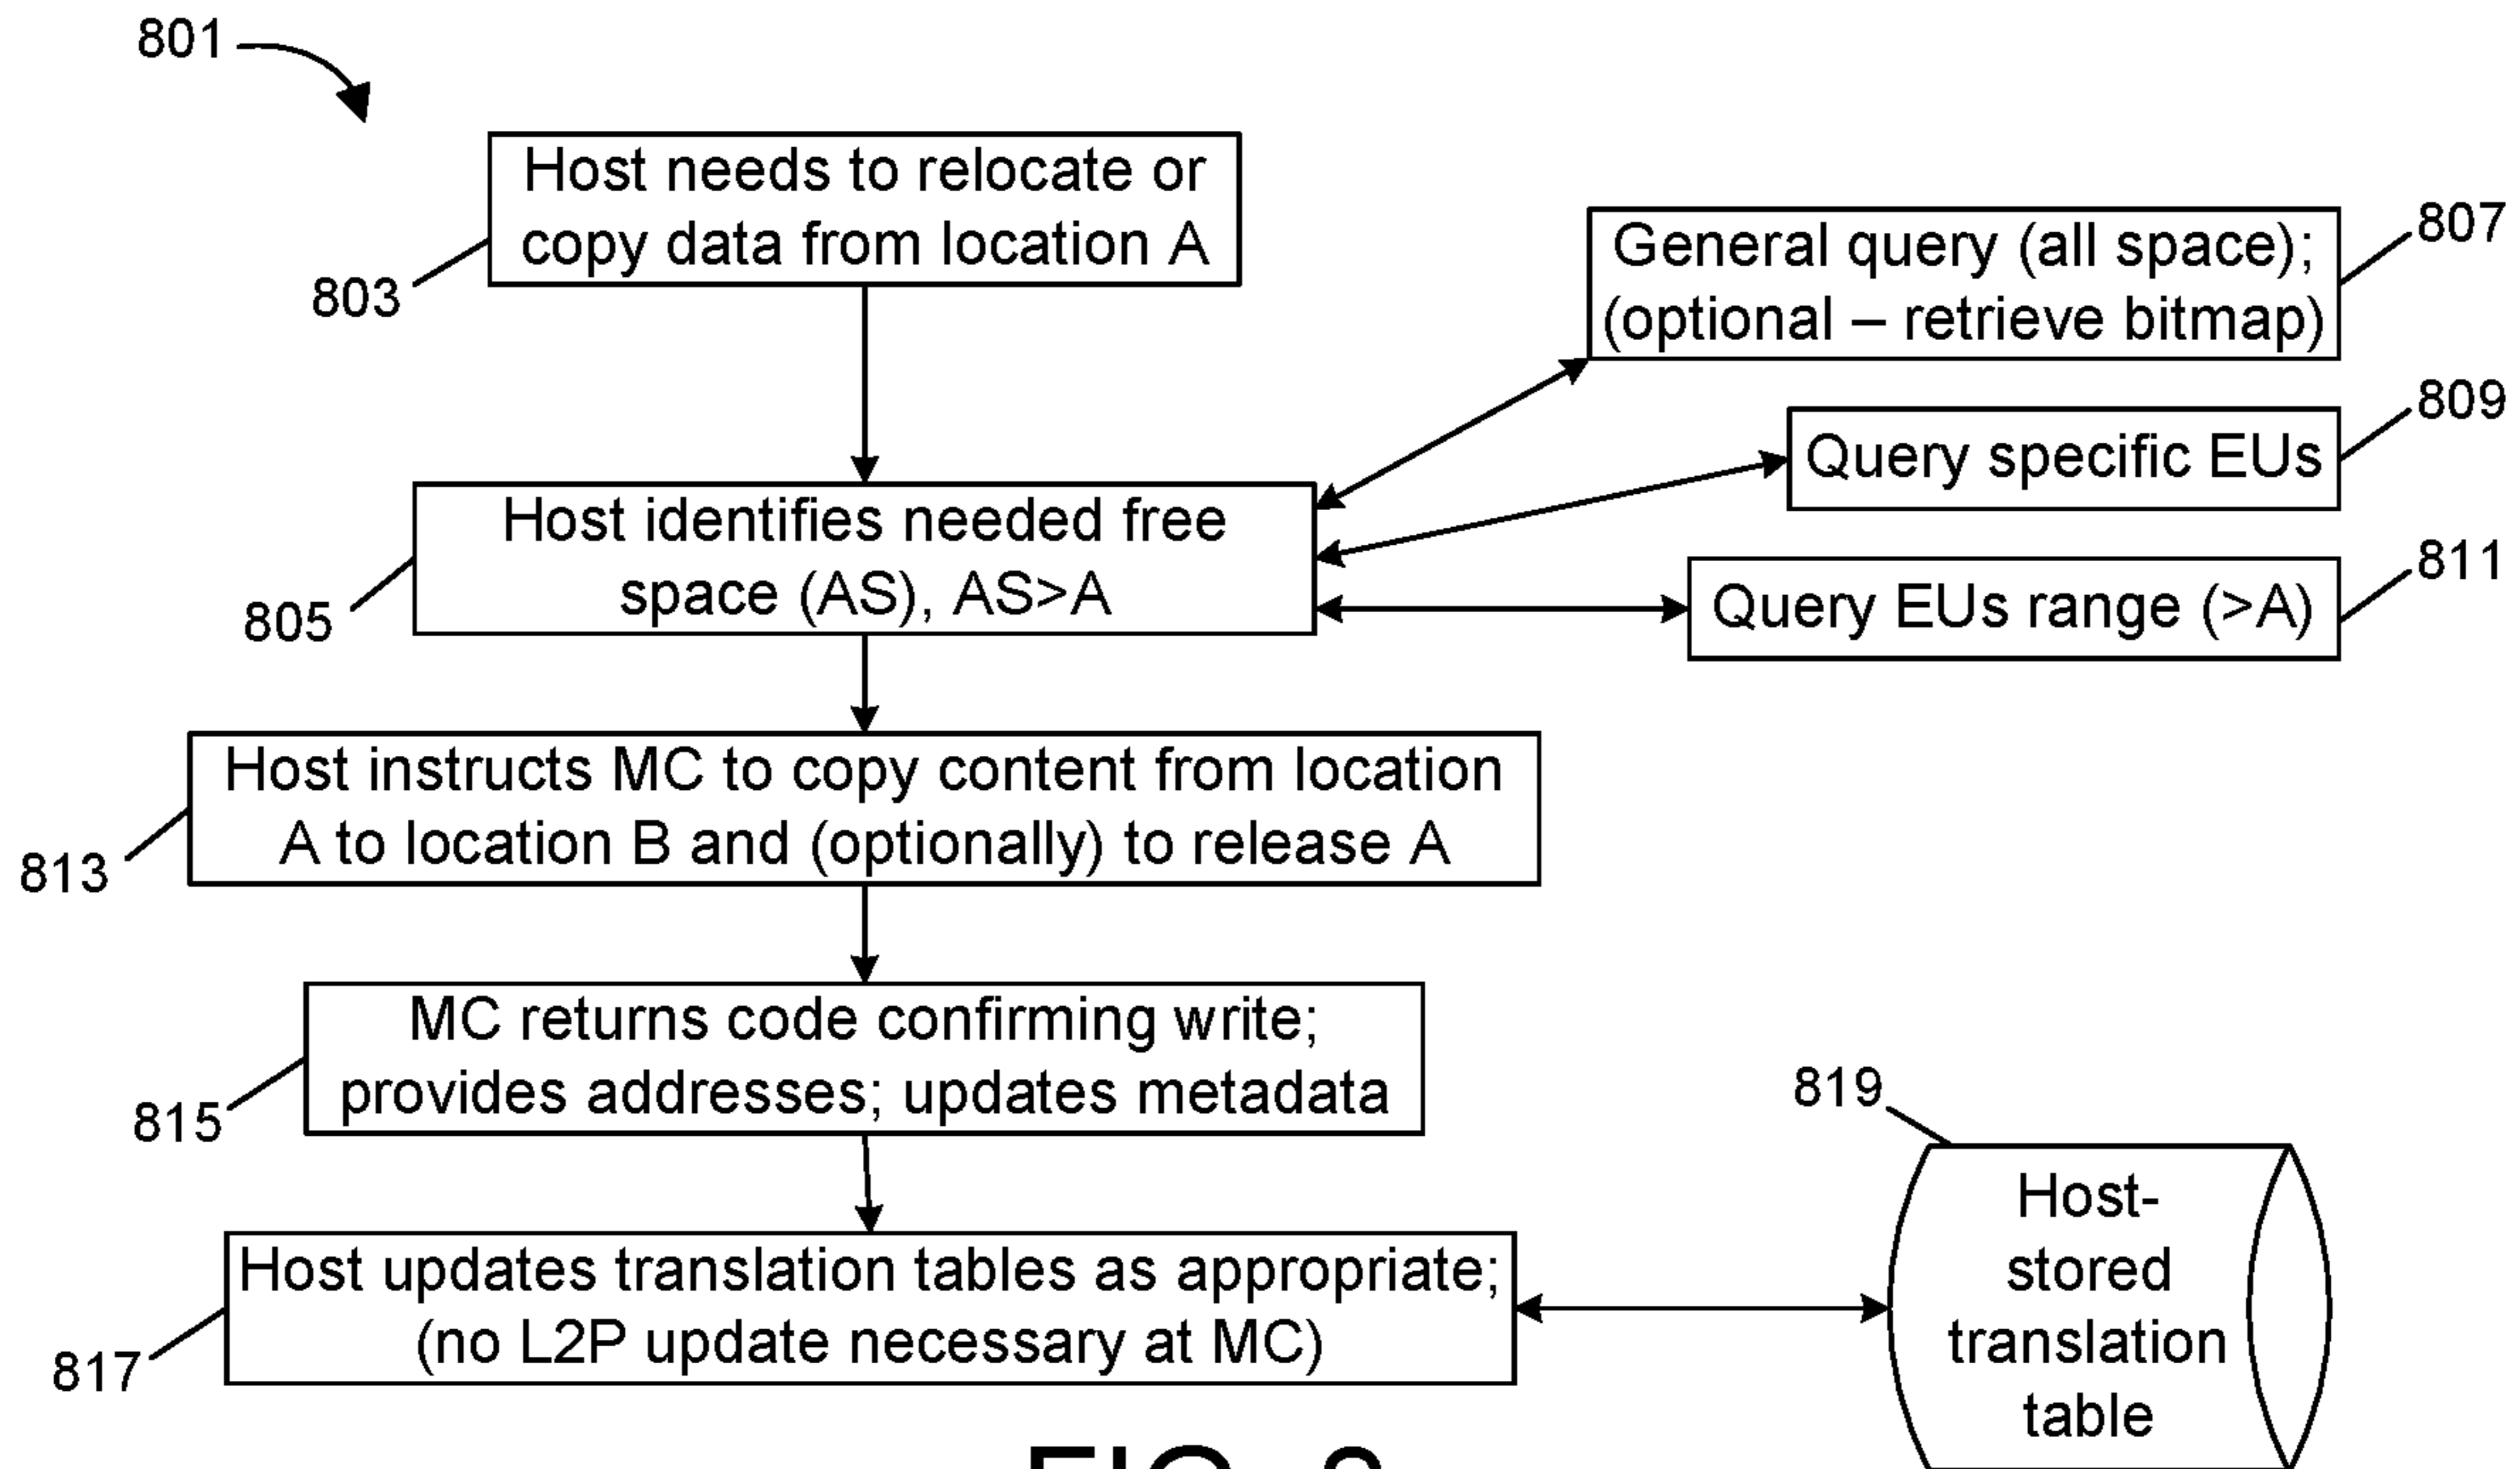 801
Host needs to relocate or
copy data from location A
803
General query (all space);
(optional – retrieve bitmap)
807
Query specific EUs
809
Host identifies needed free
space (AS), AS>A
805
Query EUs range (>A)
811
Host instructs MC to copy content from location
A to location B and (optionally) to release A
813
MC returns code confirming write;
provides addresses; updates metadata
815
Host updates translation tables as appropriate;
(no L2P update necessary at MC)
817
819
Host-
stored
translation
table